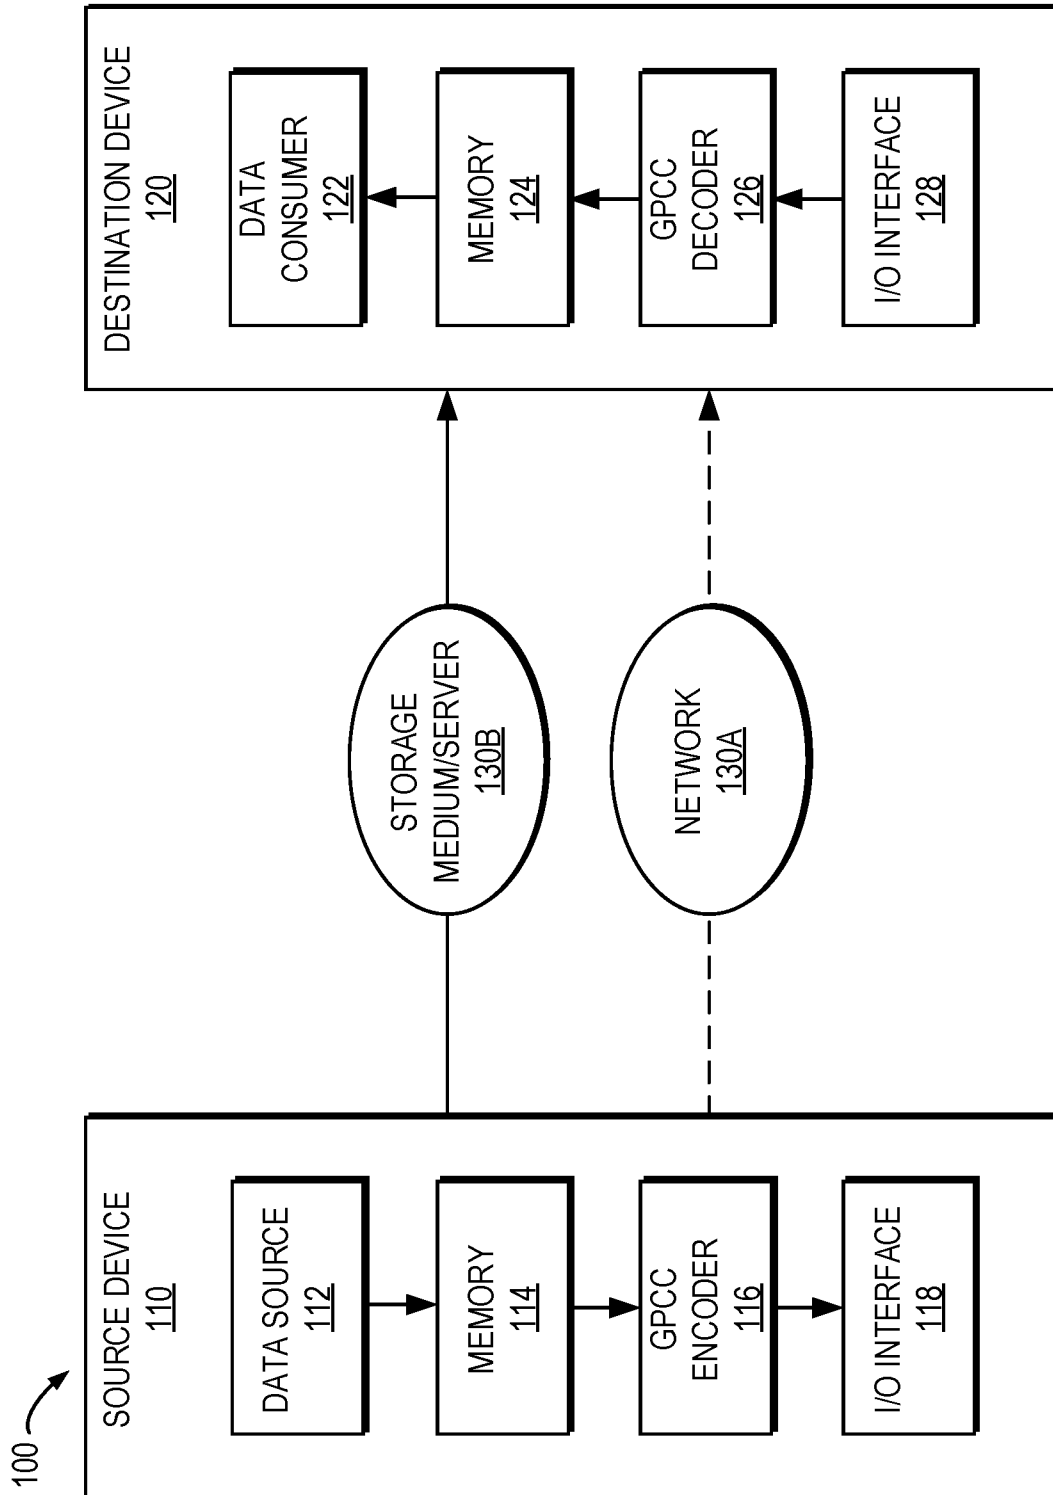 100
SOURCE DEVICE
110
DATA SOURCE
112
MEMORY
114
GPCC
ENCODER
116
I/O INTERFACE
118
STORAGE
MEDIUM/SERVER
130B
NETWORK
130A
DESTINATION DEVICE
120
DATA
CONSUMER
122
MEMORY
124
GPCC
DECODER
126
I/O INTERFACE
128